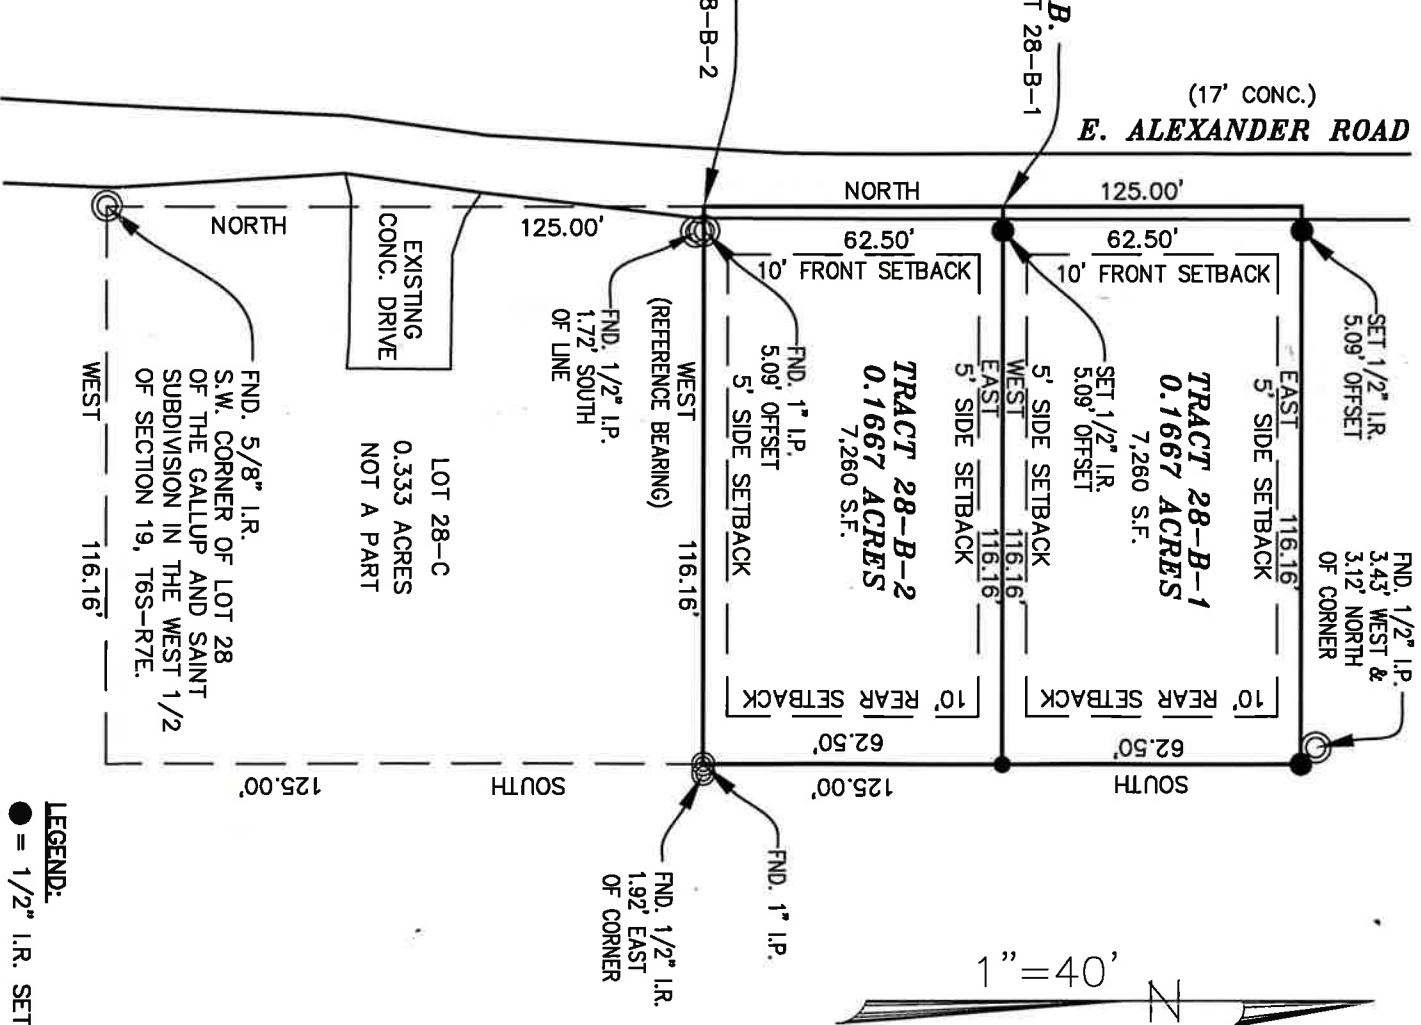 B.
T 28-B-1
8-B-2
(17' CONC.)
E. ALEXANDER ROAD
NORTH
125.00'
NORTH
125.00'
62.50'
62.50'
10' FRONT SETBACK
10' FRONT SETBACK
EXISTING
CONC. DRIVE
FND. 1/2" I.P.
1.72' SOUTH
OF LINE
(REFERENCE BEARING)
WEST
116.16'
FND. 1" I.P.
5.09' OFFSET
5' SIDE SETBACK
TRACT 28-B-2
0.1667 ACRES
7,260 S.F.
EAST
116.16'
5' SIDE SETBACK
WEST
116.16'
5' SIDE SETBACK
SET 1/2" I.R.
5.09' OFFSET
TRACT 28-B-1
0.1667 ACRES
7,260 S.F.
EAST
116.16'
5' SIDE SETBACK
SET 1/2" I.R.
5.09' OFFSET
FND. 1/2" I.P.
3.43' WEST &
3.12' NORTH
OF CORNER
FND. 5/8" I.R.
S.W. CORNER OF LOT 28
OF THE GALLUP AND SAINT
SUBDIVISION IN THE WEST 1/2
OF SECTION 19, T6S-R7E.
WEST
116.16'
LOT 28-C
0.333 ACRES
NOT A PART
10' REAR SETBACK
10' REAR SETBACK
62.50'
62.50'
125.00'
SOUTH
125.00'
SOUTH
FND. 1" I.P.
FND. 1/2" I.R.
1.92' EAST
OF CORNER
1"=40'
N
LEGEND:
= 1/2" I.R. SET